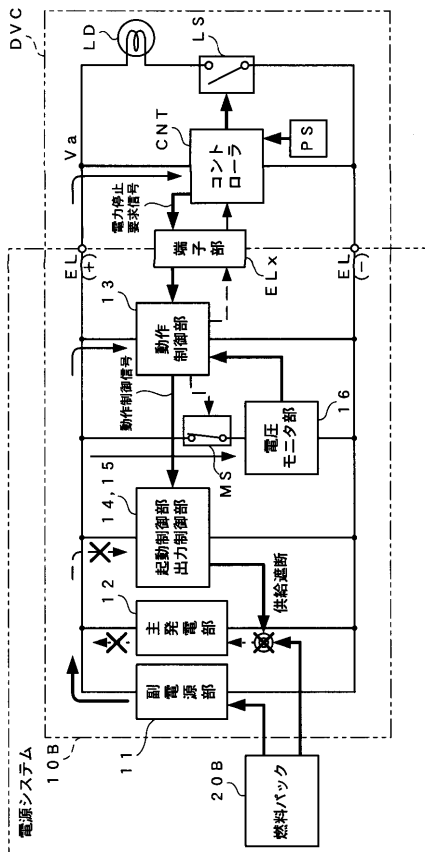 電源システム
DVC
LD
LS
Va
CNT
コント
ローラ
PS
電力停止
要求信号
EL
(+)
端子部
ELx
EL
(-)
13
動作
制御部
動作制御信号
MS
電圧
モニタ部
16
14,15
起動制御部
出力制御部
供給遮断
12
主発電部
副電源部
11
10B
20B
燃料パック